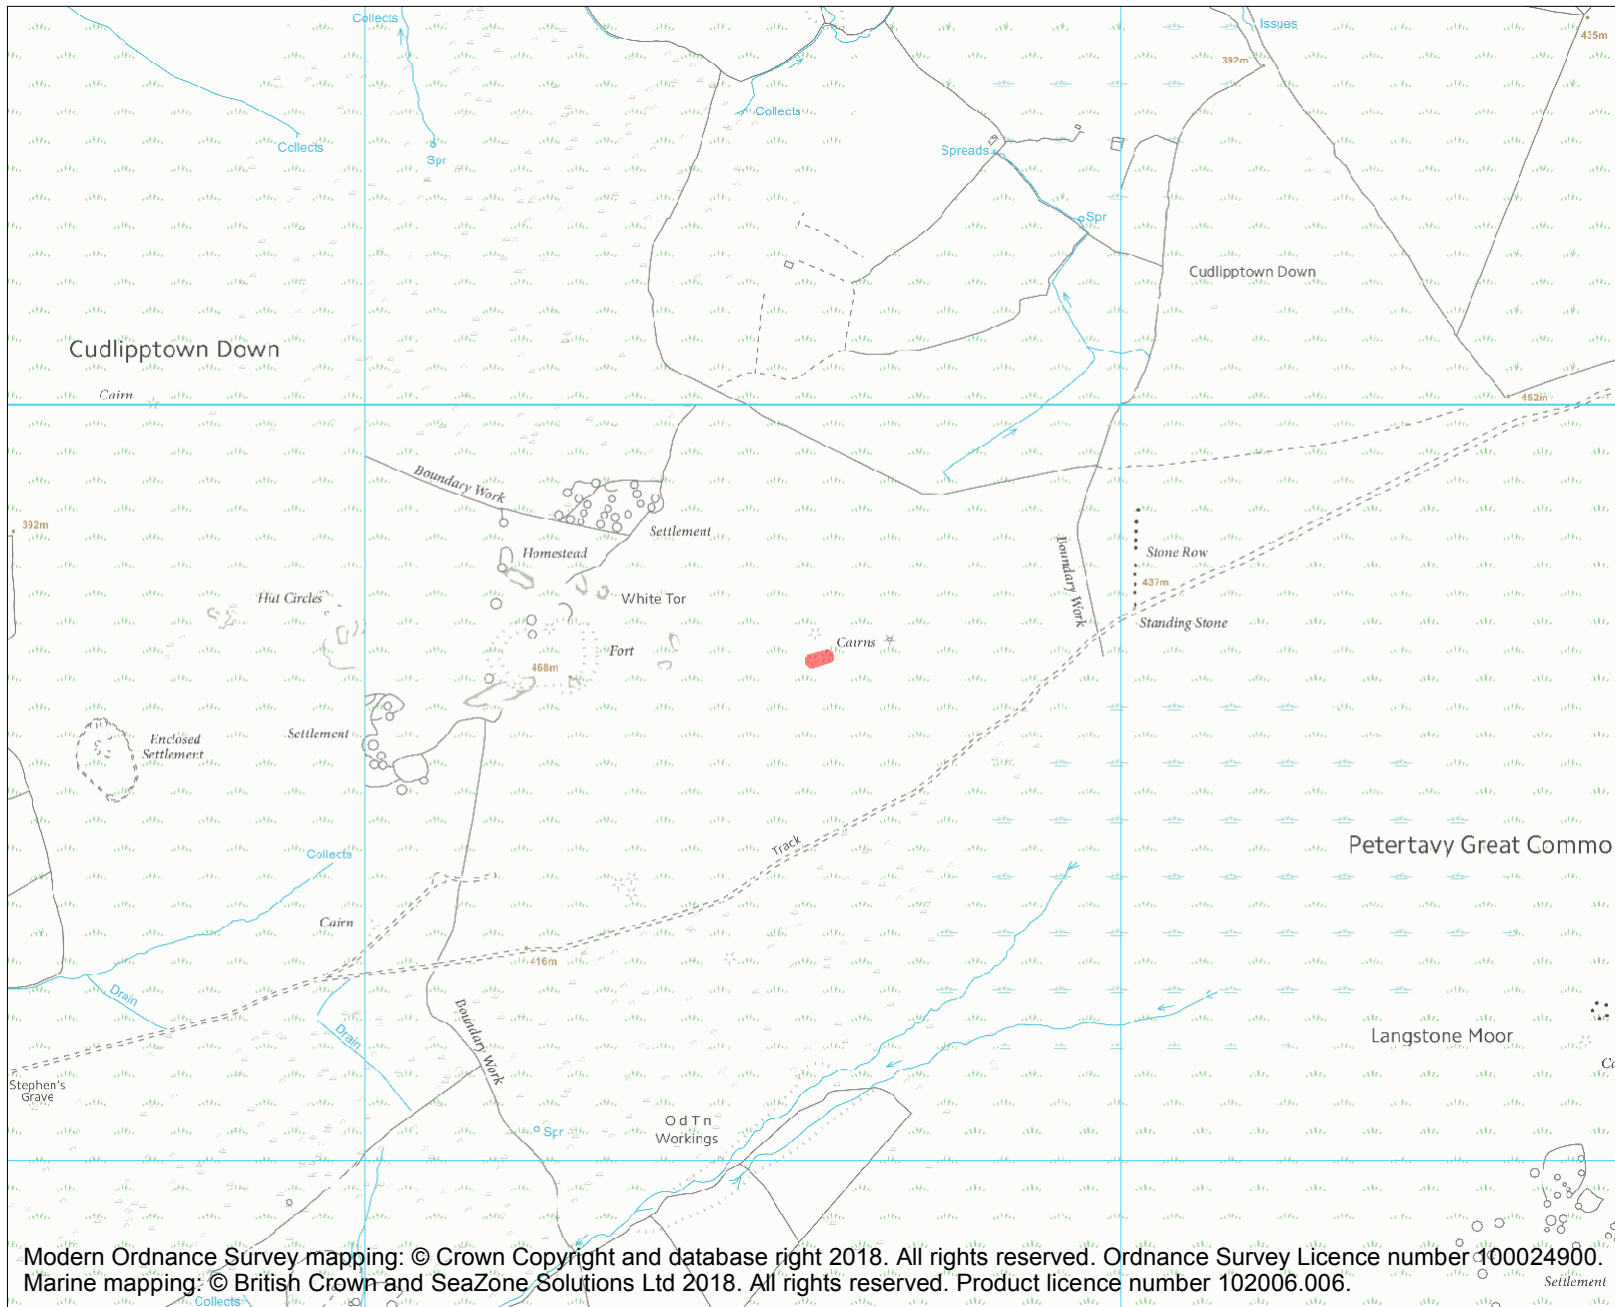 Collects
Issues
435m
392m
Collects
Collects
Spr
Spreads
Spr
Cudlipptown Down
Cudlipptown Down
Cairn
452m
Boundary Work
392m
Settlement
Homestead
Boundary Work
Stone Row
437m
Hut Circles
White Tor
Standing Stone
Fort
Cairns
468m
Settlement
Enclosed
Settlement
Track
Petertavy Great Commo
Collects
Cairn
416m
Drain
Drain
Boundary Work
Langstone Moor
Stephen's
Grave
O d T n
Workings
Spr
Modern Ordnance Survey mapping: © Crown Copyright and database right 2018. All rights reserved. Ordnance Survey Licence number 100024900.
Marine mapping: © British Crown and SeaZone Solutions Ltd 2018. All rights reserved. Product licence number 102006.006.
Settlement
Collects